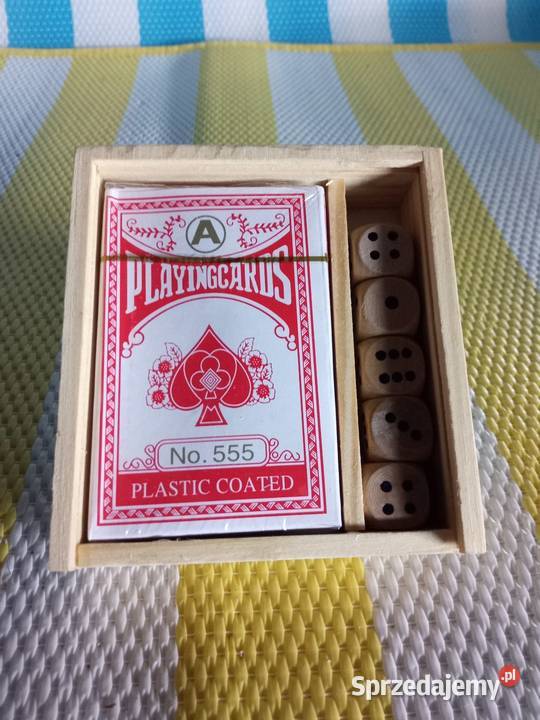 A
PLAYINGCARDS
No. 555
PLASTIC COATED
Sprzedajemy.pl